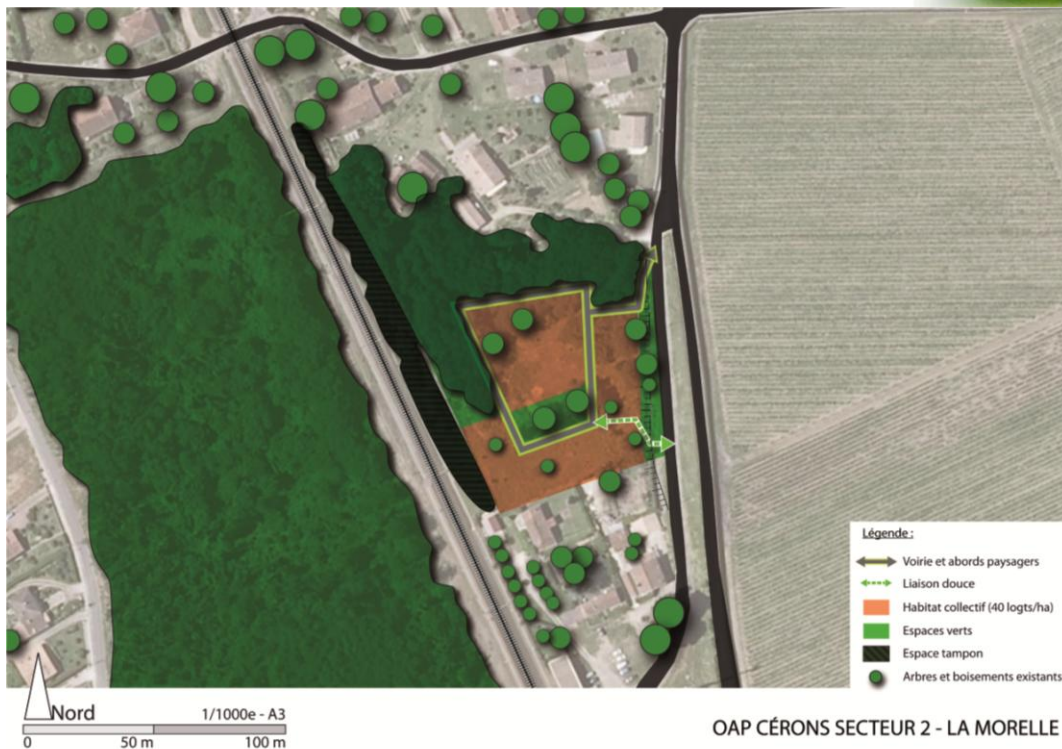 Légende :
Voirie et abords paysagers
Liaison douce
Habitat collectif (40 logts/ha)
Espaces verts
Espace tampon
Arbres et boisements existants
Nord
1/1000e - A3
0 50 m 100 m
OAP CÉRONS SECTEUR 2 - LA MORELLE